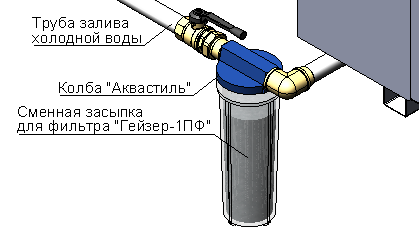 Труба залива
холодной воды
Колба "Аквастиль"
Сменная засыпка
для фильтра "Гейзер-1ПФ"